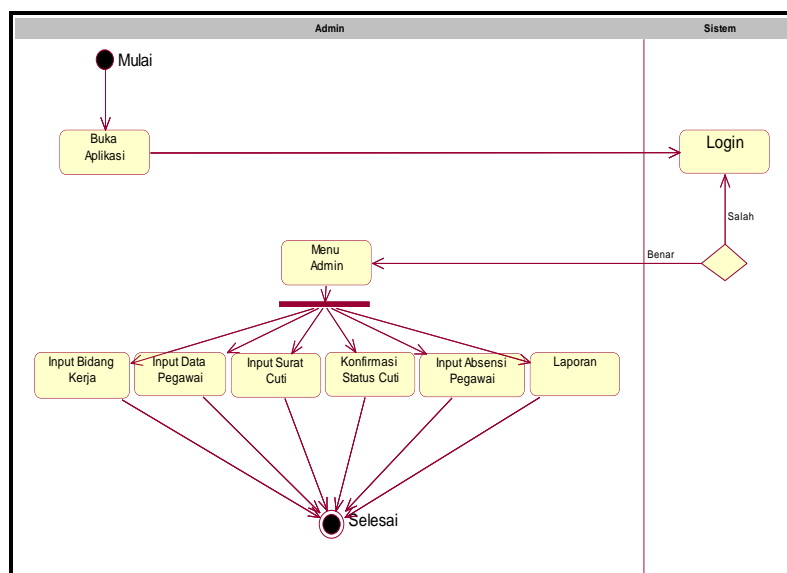 Admin
Sistem
Mulai
Buka
Aplikasi
Login
Salah
Benar
Menu
Admin
Input Bidang
Kerja
Input Data
Pegawai
Input Surat
Cuti
Konfirmasi
Status Cuti
Input Absensi
Pegawai
Laporan
Selesai